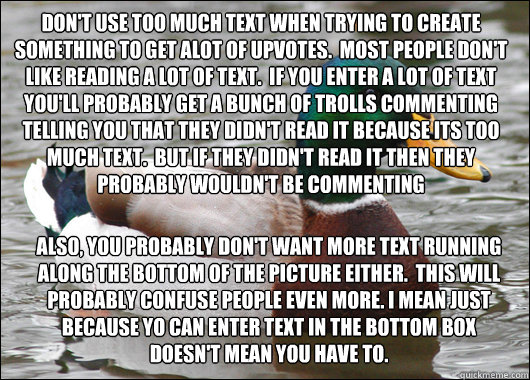 DON'T USE TOO MUCH TEXT WHEN TRYING TO CREATE
SOMETHING TO GET ALOT OF UPVOTES.  MOST PEOPLE DON'T
LIKE READING A LOT OF TEXT.  IF YOU ENTER A LOT OF TEXT
YOU'LL PROBABLY GET A BUNCH OF TROLLS COMMENTING
TELLING YOU THAT THEY DIDN'T READ IT BECAUSE ITS TOO
MUCH TEXT.  BUT IF THEY DIDN'T READ IT THEN THEY
PROBABLY WOULDN'T BE COMMENTING
ALSO, YOU PROBABLY DON'T WANT MORE TEXT RUNNING
ALONG THE BOTTOM OF THE PICTURE EITHER.  THIS WILL
PROBABLY CONFUSE PEOPLE EVEN MORE. I MEAN JUST
BECAUSE YO CAN ENTER TEXT IN THE BOTTOM BOX
DOESN'T MEAN YOU HAVE TO.
quickmeme.com